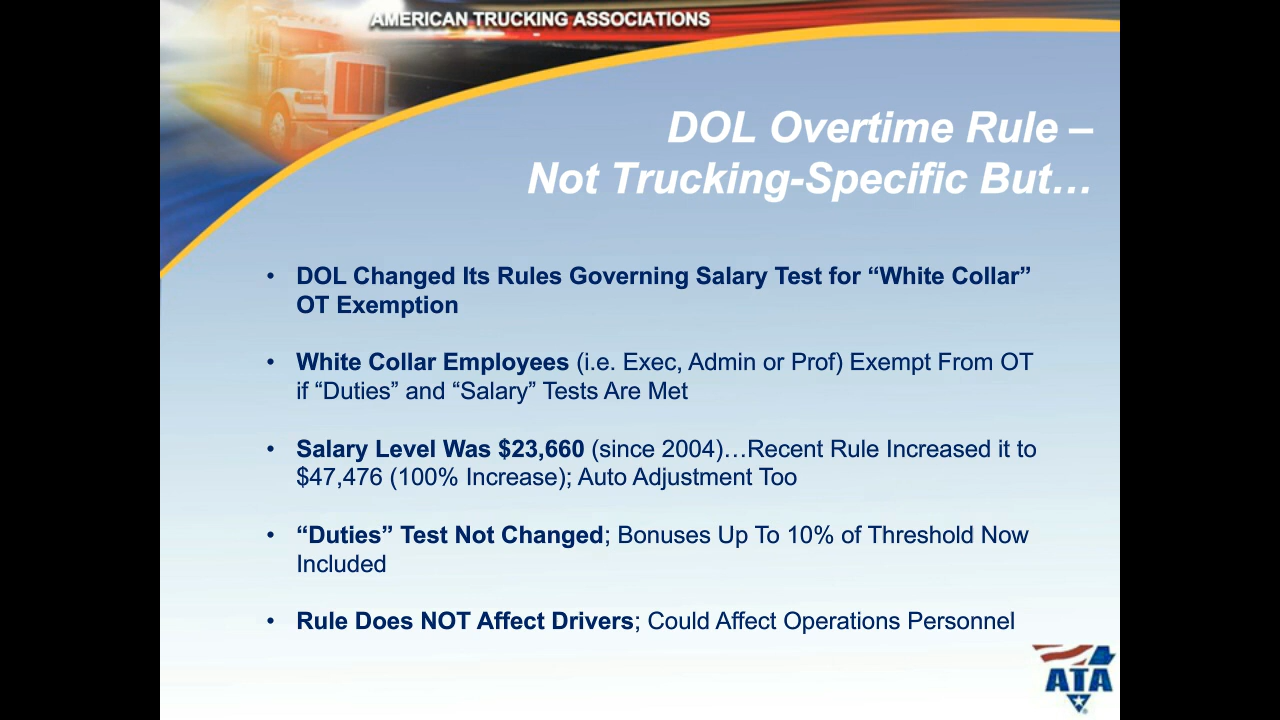 AMERICAN TRUCKING ASSOCIATIONS
DOL Overtime Rule –
Not Trucking-Specific But…
• DOL Changed Its Rules Governing Salary Test for “White Collar”
OT Exemption
• White Collar Employees (i.e. Exec, Admin or Prof) Exempt From OT
if “Duties” and “Salary” Tests Are Met
• Salary Level Was $23,660 (since 2004)…Recent Rule Increased it to
$47,476 (100% Increase); Auto Adjustment Too
• “Duties” Test Not Changed; Bonuses Up To 10% of Threshold Now
Included
• Rule Does NOT Affect Drivers; Could Affect Operations Personnel
ATA